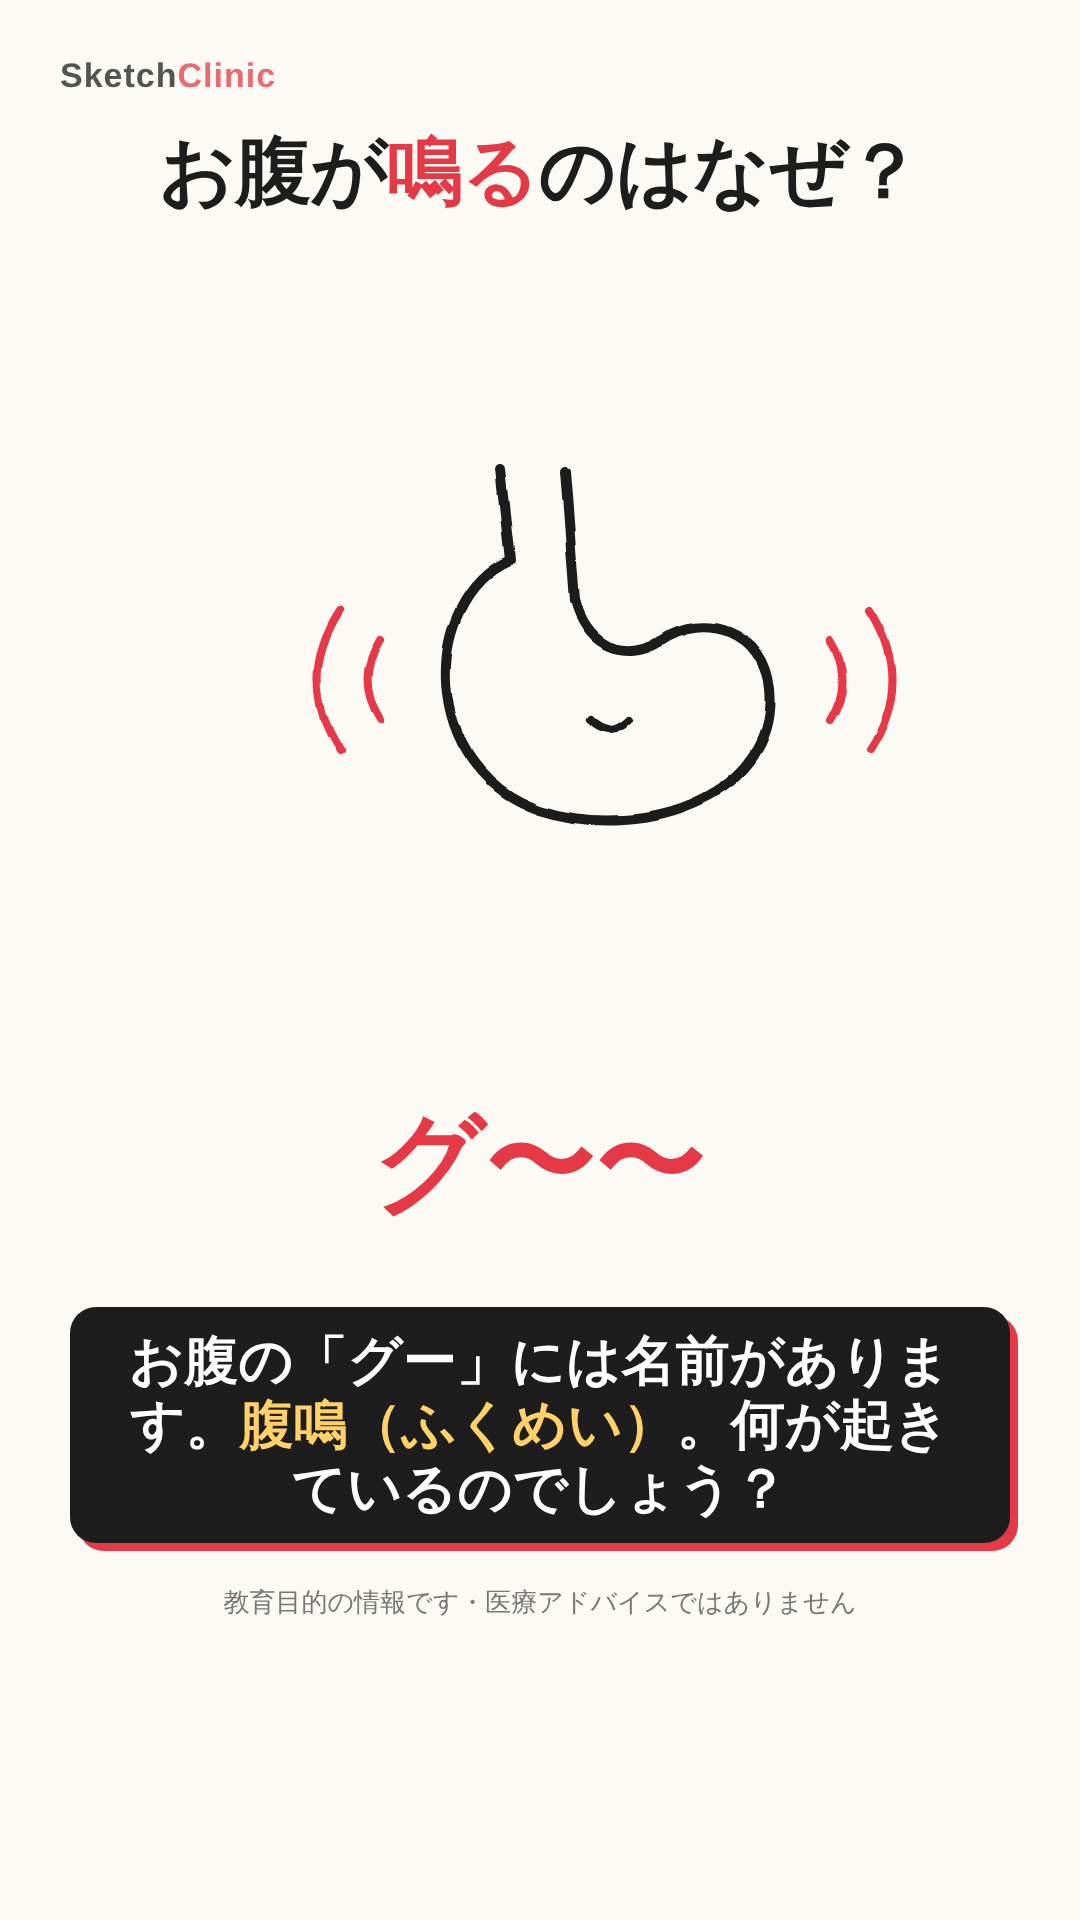 SketchClinic
お腹が鳴るのはなぜ？
グ〜〜
お腹の「グー」には名前がありま
す。腹鳴（ふくめい）。何が起き
ているのでしょう？
教育目的の情報です・医療アドバイスではありません